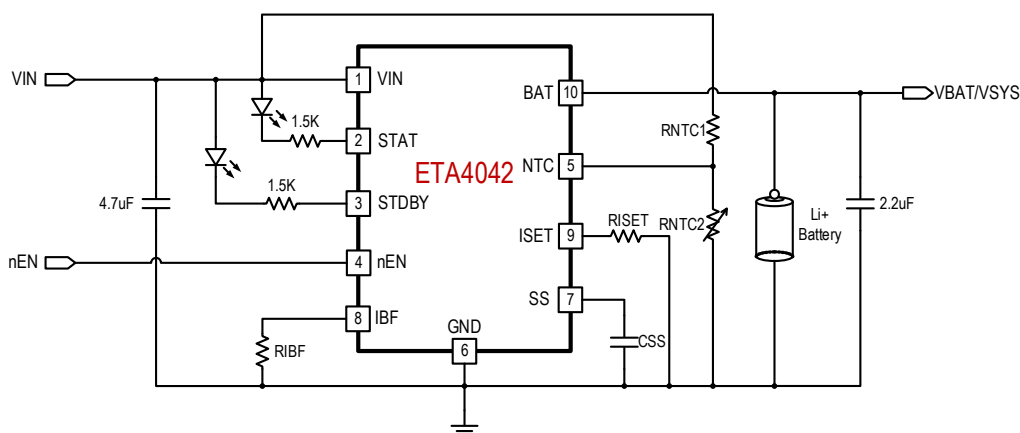 VIN
1
VIN
BAT
10
VBAT/VSYS
1.5K
2
STAT
RNTC1
NTC
5
ETA4042
1.5K
3
STDBY
4.7uF
RISET
RNTC2
Li+
Battery
2.2uF
ISET
9
nEN
4
nEN
SS
7
8
IBF
GND
6
RIBF
CSS